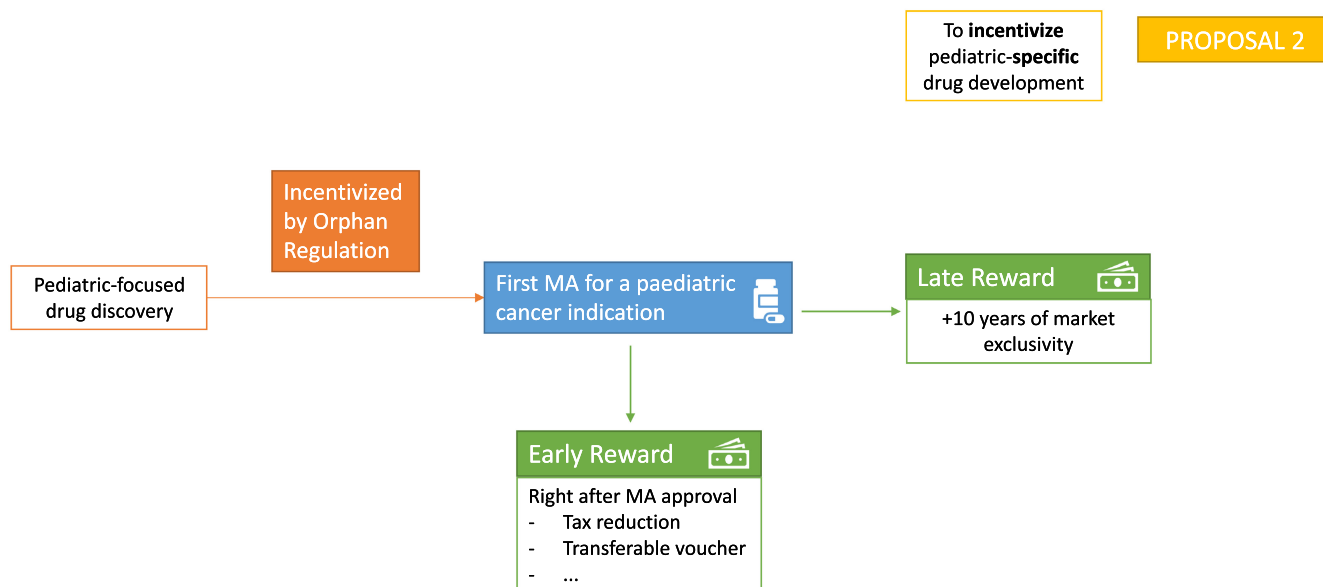 To incentivize
pediatric-specific
drug development
PROPOSAL 2
Incentivized
by Orphan
Regulation
Pediatric-focused
drug discovery
First MA for a paediatric
cancer indication
Late Reward
+10 years of market
exclusivity
Early Reward
Right after MA approval
- Tax reduction
- Transferable voucher
- ...